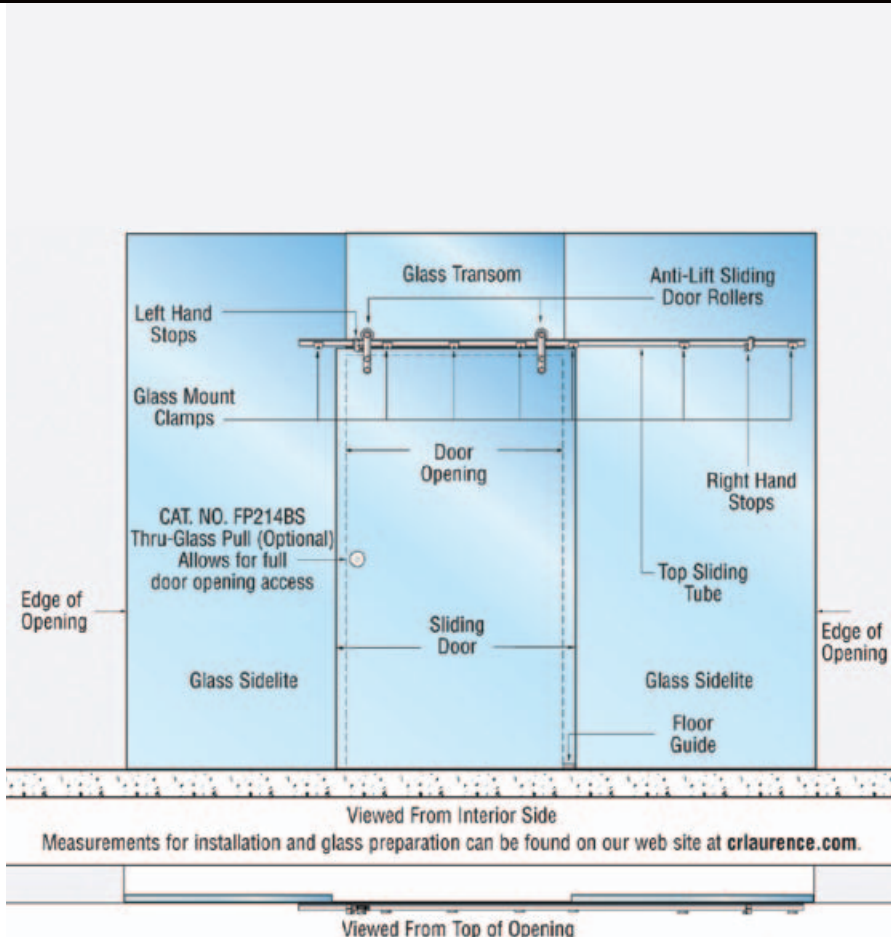 Glass Transom
Anti-Lift Sliding
Door Rollers
Left Hand
Stops
Glass Mount
Clamps
Door
Opening
Right Hand
Stops
CAT. NO. FP214BS
Thru-Glass Pull (Optional)
Allows for full
door opening access
Top Sliding
Tube
Edge of
Opening
Sliding
Door
Edge of
Opening
Glass Sidelite
Glass Sidelite
Floor
Guide
Viewed From Interior Side
Measurements for installation and glass preparation can be found on our web site at crlaurence.com.
Viewed From Top of Opening